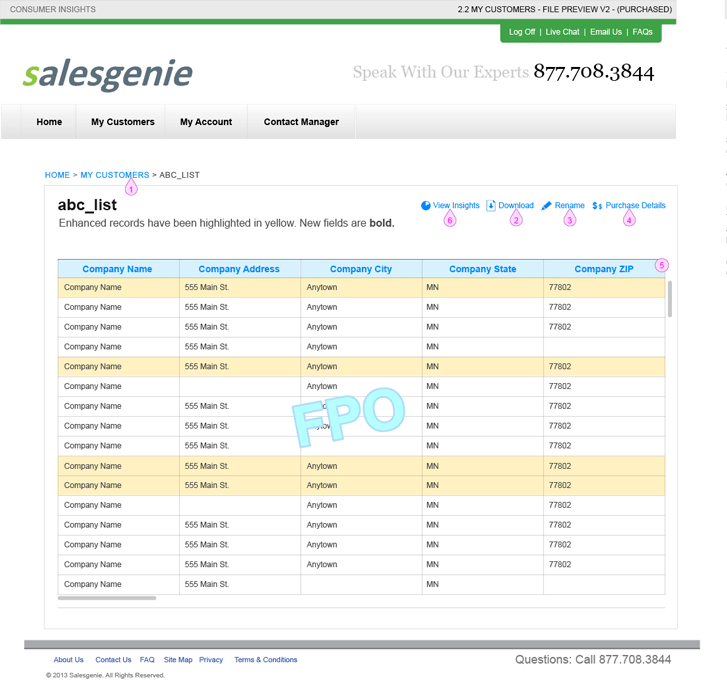 CONSUMER INSIGHTS 2.2 MY CUSTOMERS - FILE PREVIEW V2 - (PURCHASED)
Log Off | Live Chat | Email Us | FAQs
salesgenie Speak With Our Experts 877.708.3844
Home My Customers My Account Contact Manager
HOME > MY CUSTOMERS > ABC_LIST
1
abc_list View Insights Download Rename $ Purchase Details
6 2 3 4
Enhanced records have been highlighted in yellow. New fields are bold.
5
Company Name Company Address Company City Company State Company ZIP
Company Name 555 Main St. Anytown MN 77802
Company Name 555 Main St. Anytown MN 77802
Company Name 555 Main St. Anytown MN 77802
Company Name 555 Main St. Anytown MN
Company Name 555 Main St. Anytown MN 77802
Company Name Anytown MN 77802
Company Name 555 Main St. MN 77802
FPO
Company Name 555 Main St. MN 77802
Company Name 555 Main St. MN 77802
Company Name 555 Main St. Anytown MN 77802
Company Name 555 Main St. Anytown MN 77802
Company Name Anytown MN 77802
Company Name 555 Main St. Anytown MN 77802
Company Name 555 Main St. Anytown MN 77802
Company Name 555 Main St. Anytown MN 77802
Company Name 555 Main St. MN
About Us Contact Us FAQ Site Map Privacy Terms & Conditions Questions: Call 877.708.3844
© 2013 Salesgenie. All Rights Reserved.